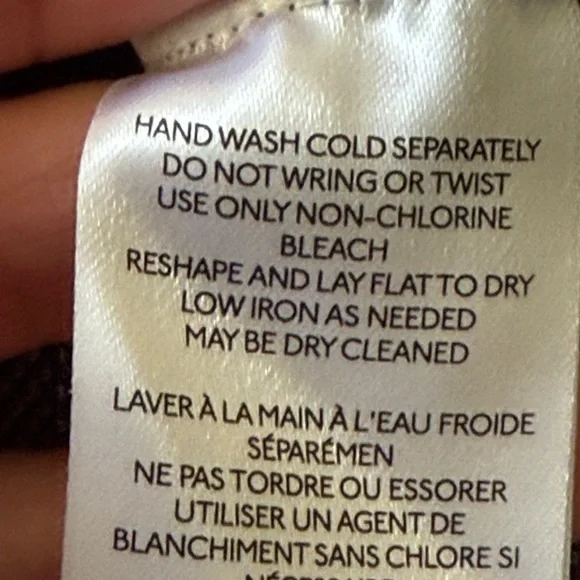 HAND WASH COLD SEPARATELY
DO NOT WRING OR TWIST
USE ONLY NON-CHLORINE
BLEACH
RESHAPE AND LAY FLAT TO DRY
LOW IRON AS NEEDED
MAY BE DRY CLEANED
LAVER À LA MAIN À L'EAU FROIDE
SÉPARÉMEN
NE PAS TORDRE OU ESSORER
UTILISER UN AGENT DE
BLANCHIMENT SANS CHLORE SI